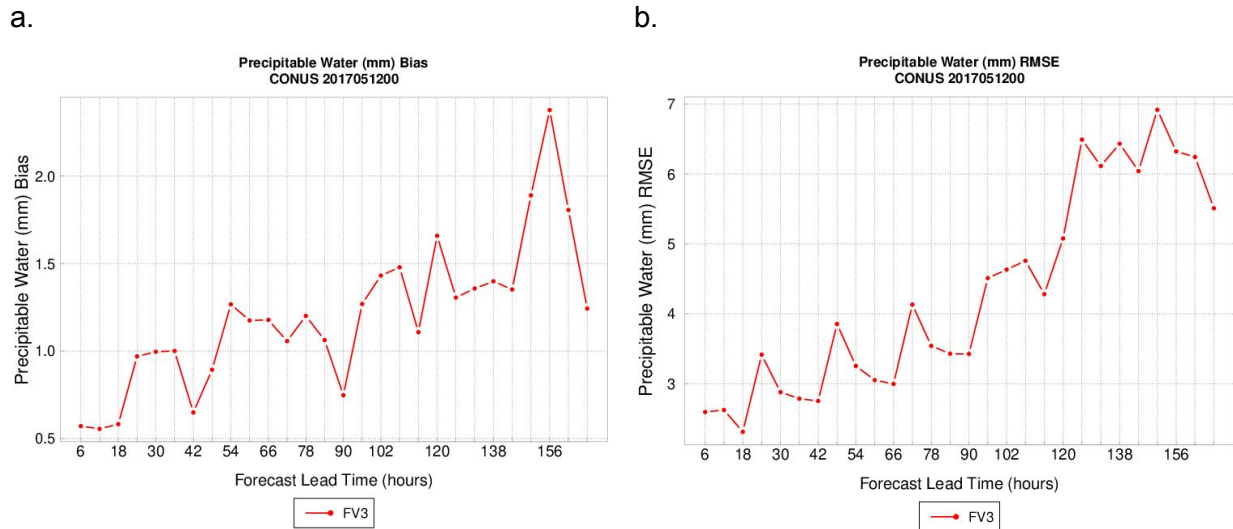 a.
Precipitable Water (mm) Bias
CONUS 2017051200
Precipitable Water (mm) Bias
2.0
1.5
1.0
0.5
6 18 30 42 54 66 78 90 102 120 138 156
Forecast Lead Time (hours)
FV3
b.
Precipitable Water (mm) RMSE
CONUS 2017051200
Precipitable Water (mm) RMSE
7
6
5
4
3
6 18 30 42 54 66 78 90 102 120 138 156
Forecast Lead Time (hours)
FV3